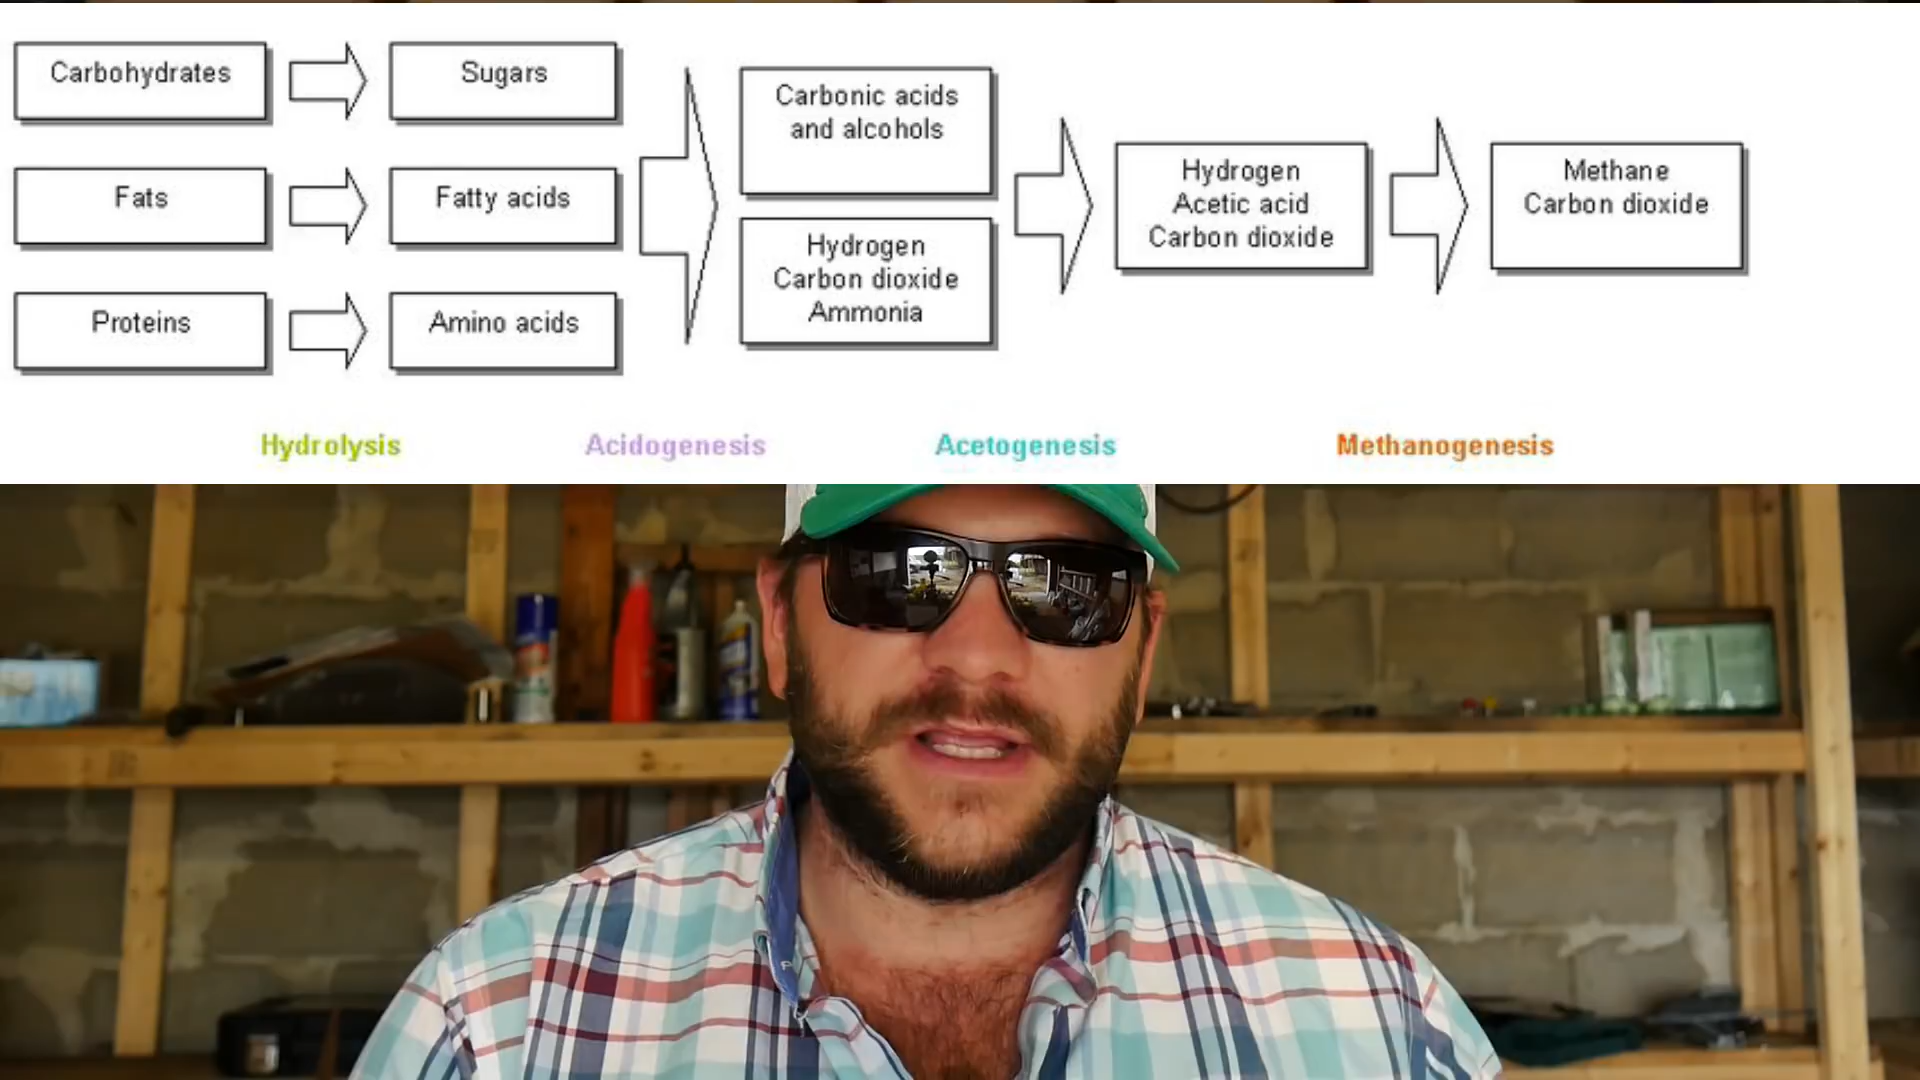 Carbohydrates
Sugars
Fats
Fatty acids
Proteins
Amino acids
Carbonic acids
and alcohols
Hydrogen
Carbon dioxide
Ammonia
Hydrogen
Acetic acid
Carbon dioxide
Methane
Carbon dioxide
Hydrolysis
Acidogenesis
Acetogenesis
Methanogenesis